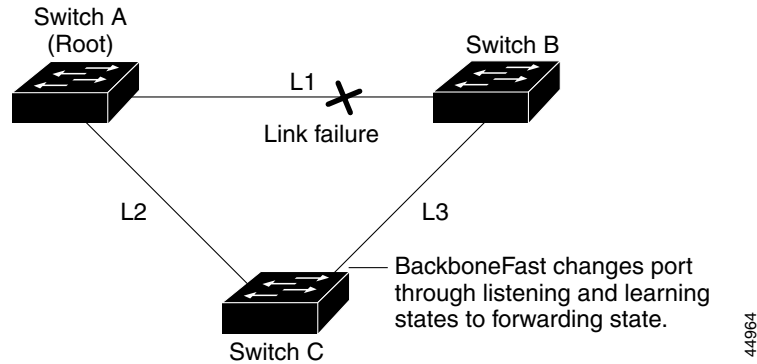 Switch A
(Root)
Switch B
L1
Link failure
L2
L3
BackboneFast changes port
through listening and learning
states to forwarding state.
Switch C
44964